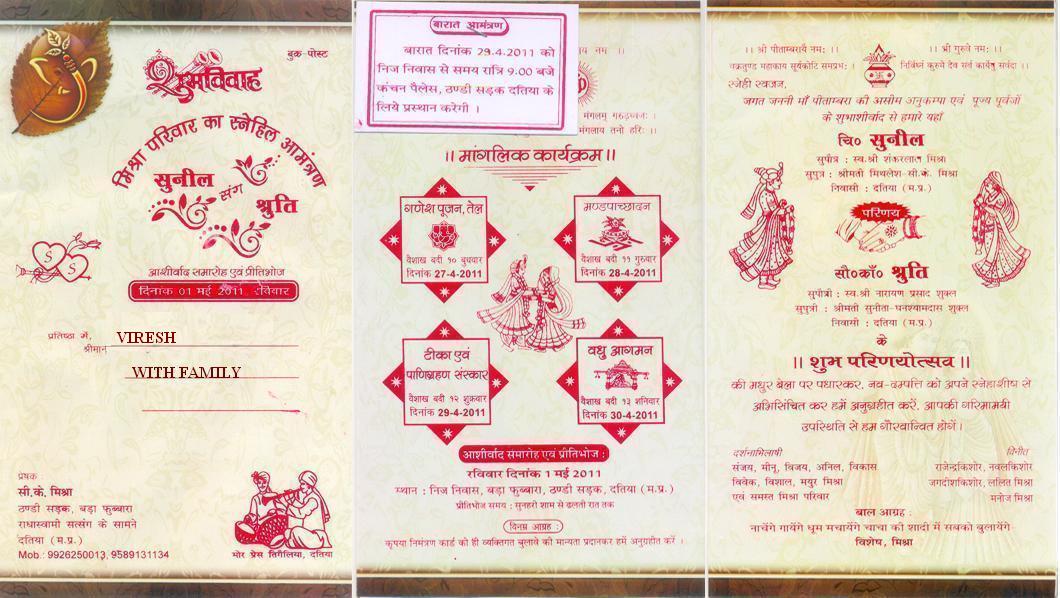 बुक-पोस्ट
शुभविवाह
मिश्रा परिवार का स्नेहिल आमंत्रण
सुनील
संग
श्रुति
S S
आशीर्वाद समारोह एवं प्रीतिभोज
दिनांक 01 मई 2011, रविवार
प्रतिष्ठा में,
श्रीमान् VIRESH
WITH FAMILY
प्रेषक
सी.के. मिश्रा
ठण्डी सड़क, बड़ा फुब्बारा
राधास्वामी सत्संग के सामने
दतिया (म.प्र.)
Mob. 9926250013, 9589131134
मोर प्रेस तिगैलिया, दतिया
बारात आमंत्रण
बारात दिनांक 29.4.2011 को
निज निवास से समय रात्रि 9.00 बजे
कंचन पैलेस, ठण्डी सड़क दतिया के
लिये प्रस्थान करेगी ।
नमः ।।
मंगलम् गरुड़ध्वजः ।
मंगलाय तनो हरिः ।।
।। मांगलिक कार्यक्रम ।।
गणेश पूजन, तेल
वैशाख बदी १० बुधवार
दिनांक 27-4-2011
मण्डपाच्छादन
वैशाख बदी ११ गुरुवार
दिनांक 28-4-2011
टीका एवं
पाणिग्रहण संस्कार
वैशाख बदी १२ शुक्रवार
दिनांक 29-4-2011
वधु आगमन
वैशाख बदी १३ शनिवार
दिनांक 30-4-2011
आशीर्वाद समारोह एवं प्रीतिभोज :
रविवार दिनांक 1 मई 2011
स्थान : निज निवास, बड़ा फुब्बारा, ठण्डी सड़क, दतिया (म.प्र.)
प्रीतिभोज समय : सुनहरी शाम से ढलती रात तक
विनम्र आग्रह :
कृपया निमंत्रण कार्ड को ही व्यक्तिगत बुलावे की मान्यता प्रदानकर हमें अनुग्रहीत करें ।
।। श्री पीताम्बरायै नमः ।।
।। श्री गुरुवे नमः ।।
वक्रतुण्ड महाकाय सूर्यकोटि समप्रभः ।
निर्विघ्नं कुरुमे देव सर्व कार्येषु सर्वदा ।।
स्नेही स्वजन,
जगत जननी माँ पीताम्बरा की असीम अनुकम्पा एवं पूज्य पूर्वजों
के शुभाशीर्वाद से हमारे यहाँ
चि० सुनील
सुपौत्र : स्व.श्री शंकरलाल मिश्रा
सुपुत्र : श्रीमती मिथलेश-सी.के. मिश्रा
निवासी : दतिया (म.प्र.)
परिणय
सौ०काँ० श्रुति
सुपौत्री : स्व.श्री नारायण प्रसाद शुक्ल
सुपुत्री : श्रीमती सुनीता-घनश्यामदास शुक्ल
निवासी : दतिया (म.प्र.)
के
।। शुभ परिणयोत्सव ।।
की मधुर बेला पर पधारकर, नव-दम्पत्ति को अपने स्नेहाशीष से
अभिसिंचित कर हमें अनुग्रहीत करें, आपकी गरिमामयी
उपस्थिति से हम गौरवान्वित होगें ।
दर्शनाभिलाषी
संजय, मीनू, विजय, अनिल, विकास
विवेक, विशाल, मयुर मिश्रा
एवं समस्त मिश्रा परिवार
विनीत
राजेन्द्रकिशोर, नवलकिशोर
जगदीशकिशोर, ललित मिश्रा
मनोज मिश्रा
बाल आग्रह :
नाचेंगे गायेंगे धूम मचायेंगे चाचा की शादी में सबको बुलायेंगे
विशेष, मिश्रा